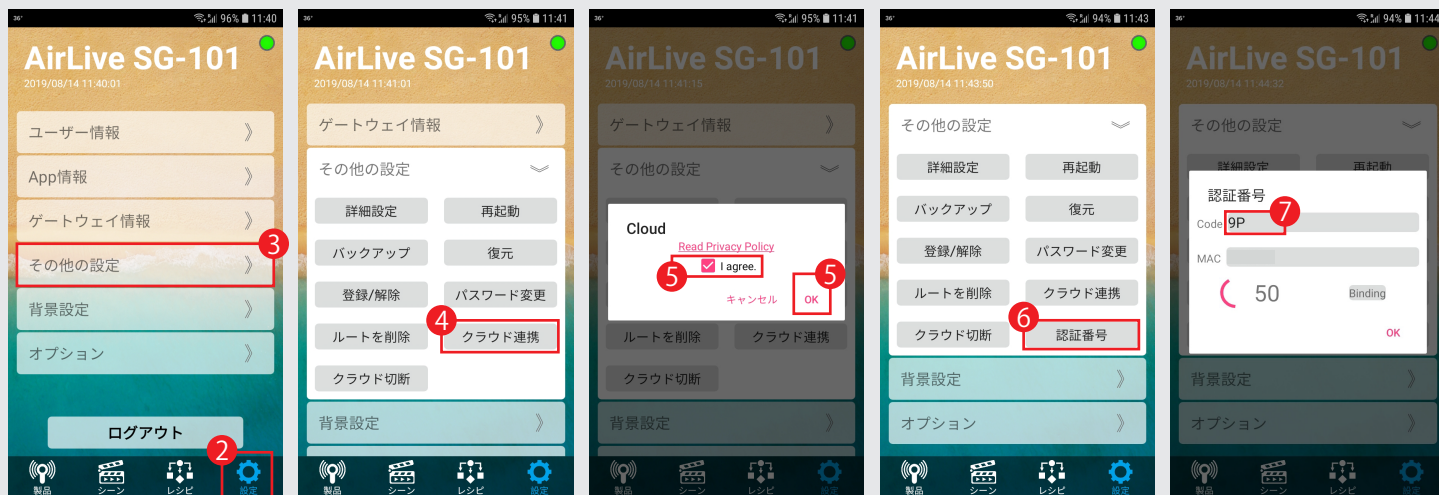 36°
96% 11:40
AirLive SG-101
2019/08/14 11:40:01
ユーザー情報
App情報
ゲートウェイ情報
3
その他の設定
背景設定
オプション
ログアウト
2
製品
シーン
レシピ
設定
36°
95% 11:41
AirLive SG-101
2019/08/14 11:41:01
ゲートウェイ情報
その他の設定
詳細設定
再起動
バックアップ
復元
登録/解除
パスワード変更
4
ルートを削除
クラウド連携
クラウド切断
背景設定
製品
シーン
レシピ
設定
36°
95% 11:41
AirLive SG-101
2019/08/14 11:41:15
ゲートウェイ情報
その他の設定
Cloud
Read Privacy Policy
5
I agree.
5
キャンセル
OK
ルートを削除
クラウド連携
クラウド切断
背景設定
製品
シーン
レシピ
設定
36°
94% 11:43
AirLive SG-101
2019/08/14 11:43:50
その他の設定
詳細設定
再起動
バックアップ
復元
登録/解除
パスワード変更
ルートを削除
クラウド連携
6
クラウド切断
認証番号
背景設定
オプション
製品
シーン
レシピ
設定
36°
94% 11:44
AirLive SG-101
2019/08/14 11:44:32
その他の設定
詳細設定
再起動
認証番号
7
Code 9P
MAC
50
Binding
OK
背景設定
オプション
製品
シーン
レシピ
設定